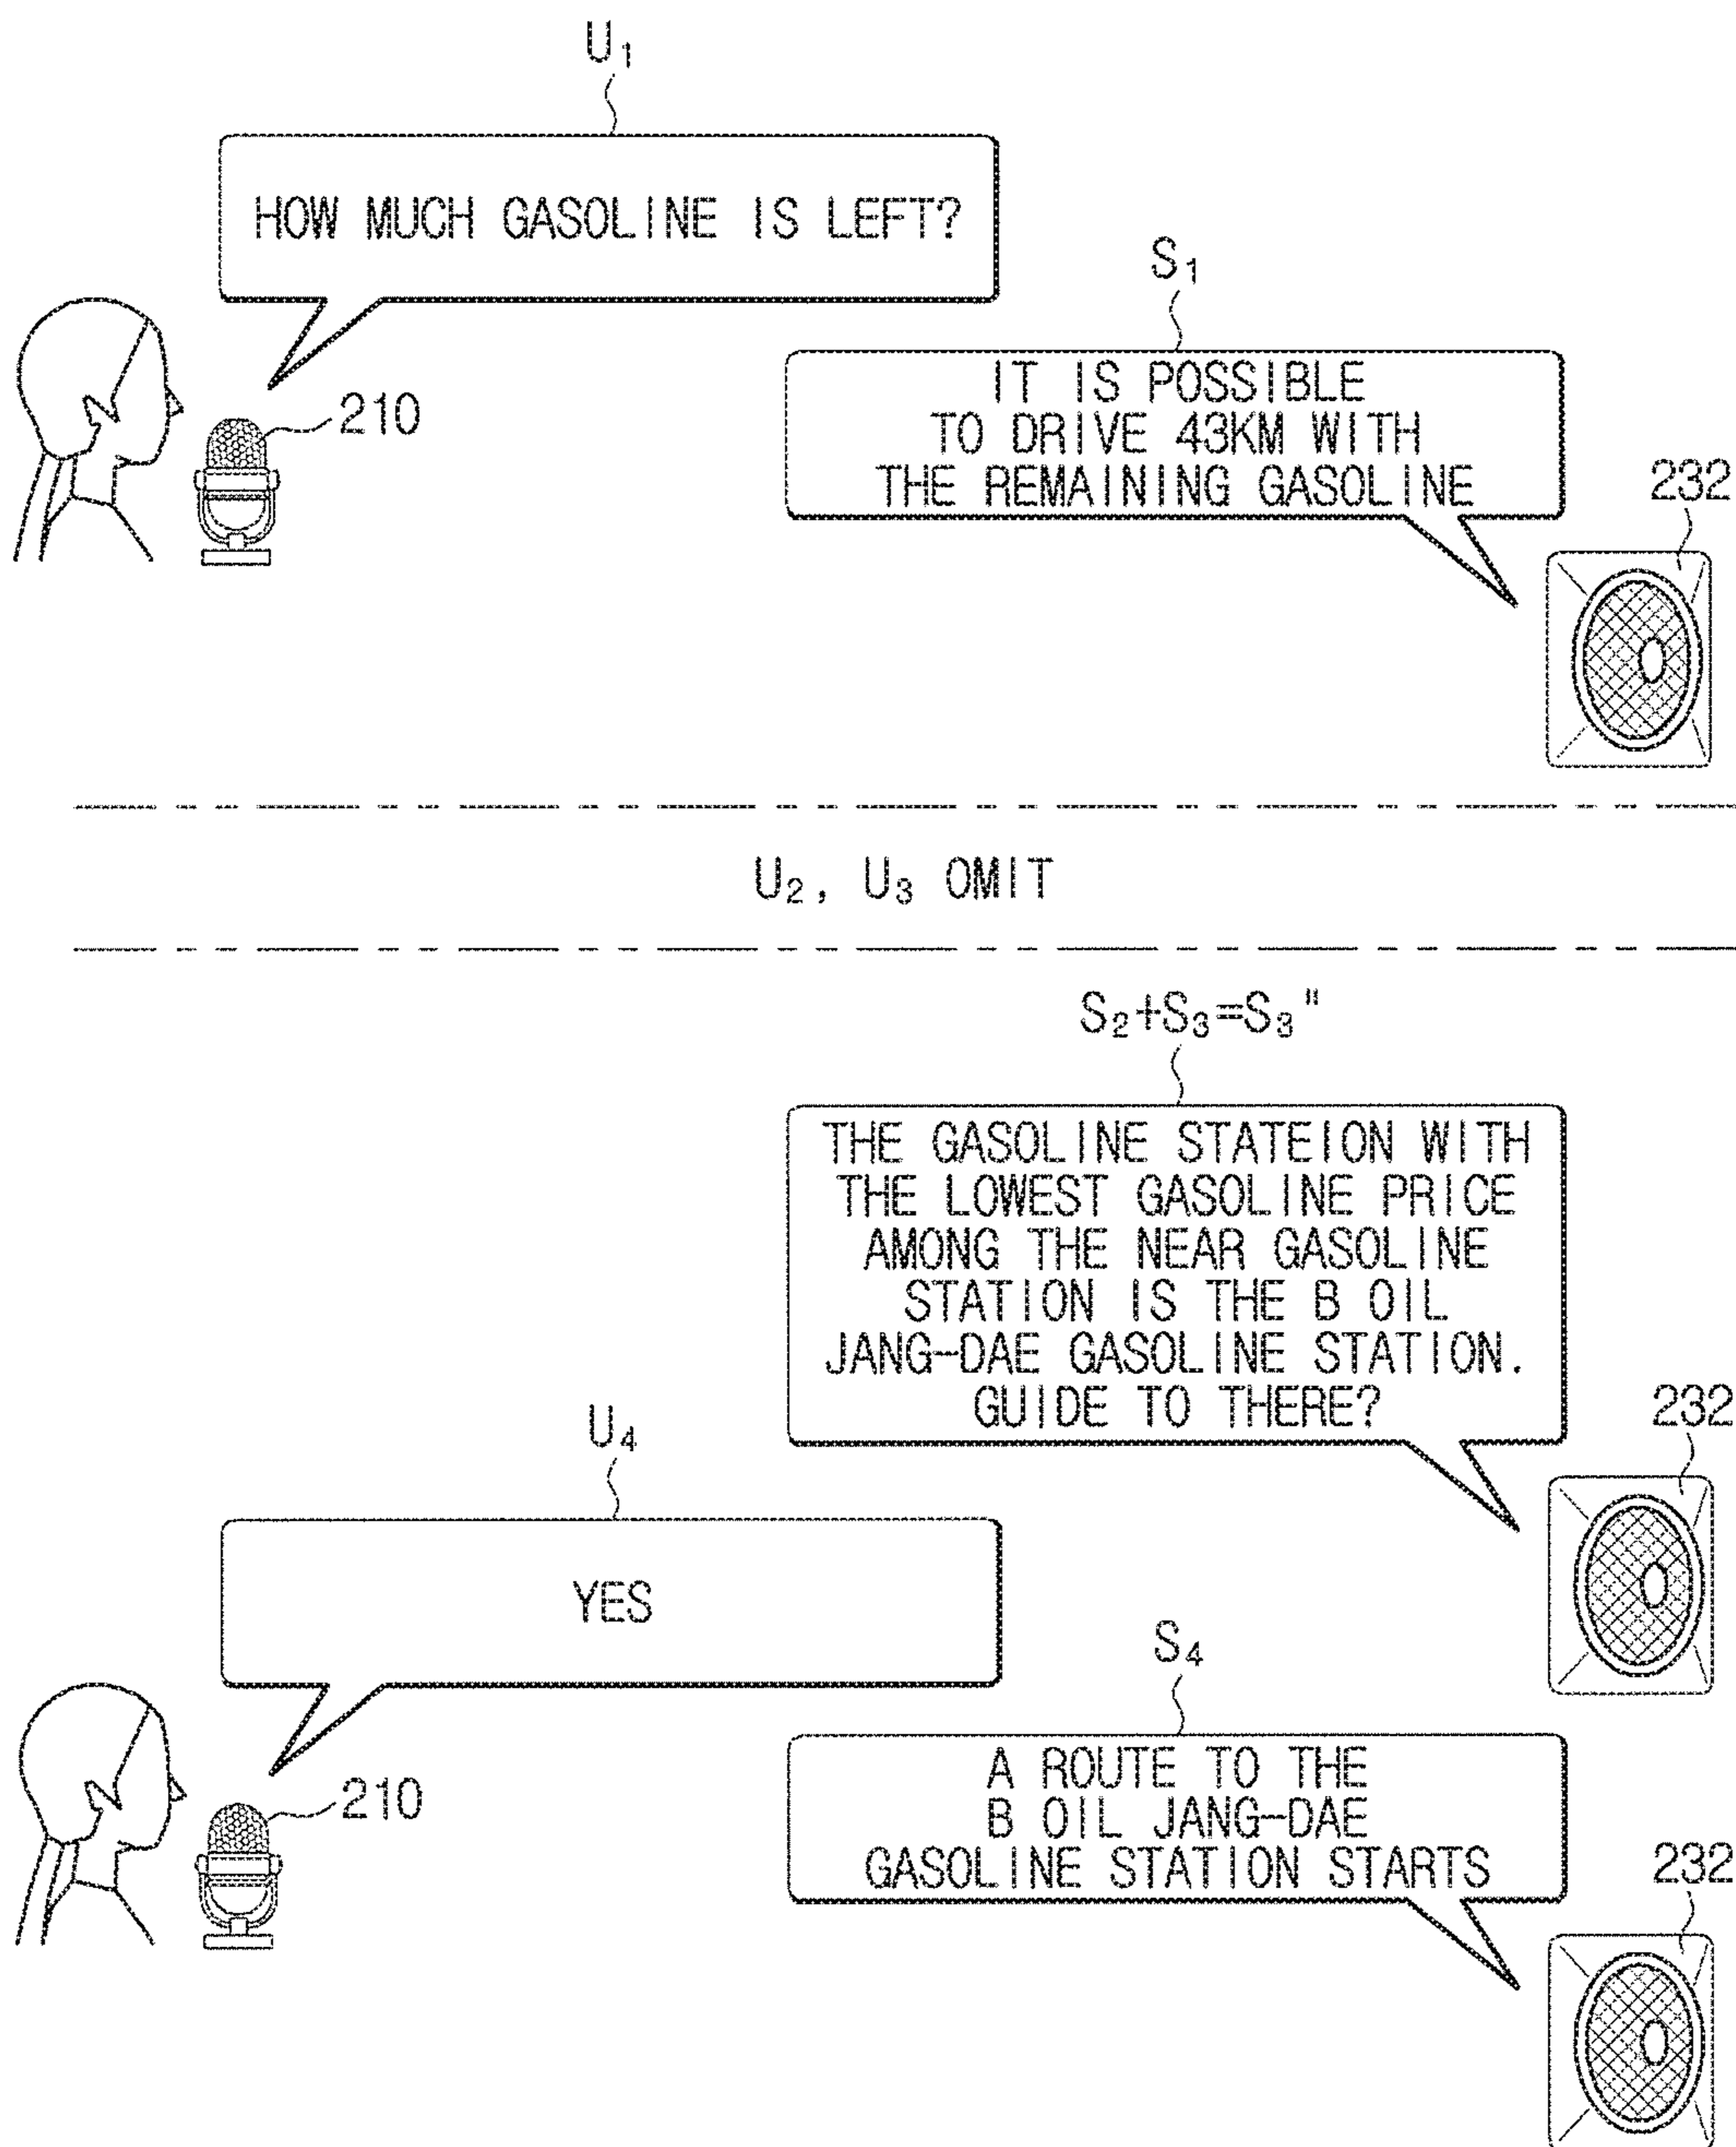 U₁
HOW MUCH GASOLINE IS LEFT?
S₁
IT IS POSSIBLE
TO DRIVE 43KM WITH
THE REMAINING GASOLINE
210
232
U₂, U₃ OMIT
S₂+S₃=S₃"
THE GASOLINE STATEION WITH
THE LOWEST GASOLINE PRICE
AMONG THE NEAR GASOLINE
STATION IS THE B OIL
JANG-DAE GASOLINE STATION.
GUIDE TO THERE?
232
U₄
YES
210
S₄
A ROUTE TO THE
B OIL JANG-DAE
GASOLINE STATION STARTS
232